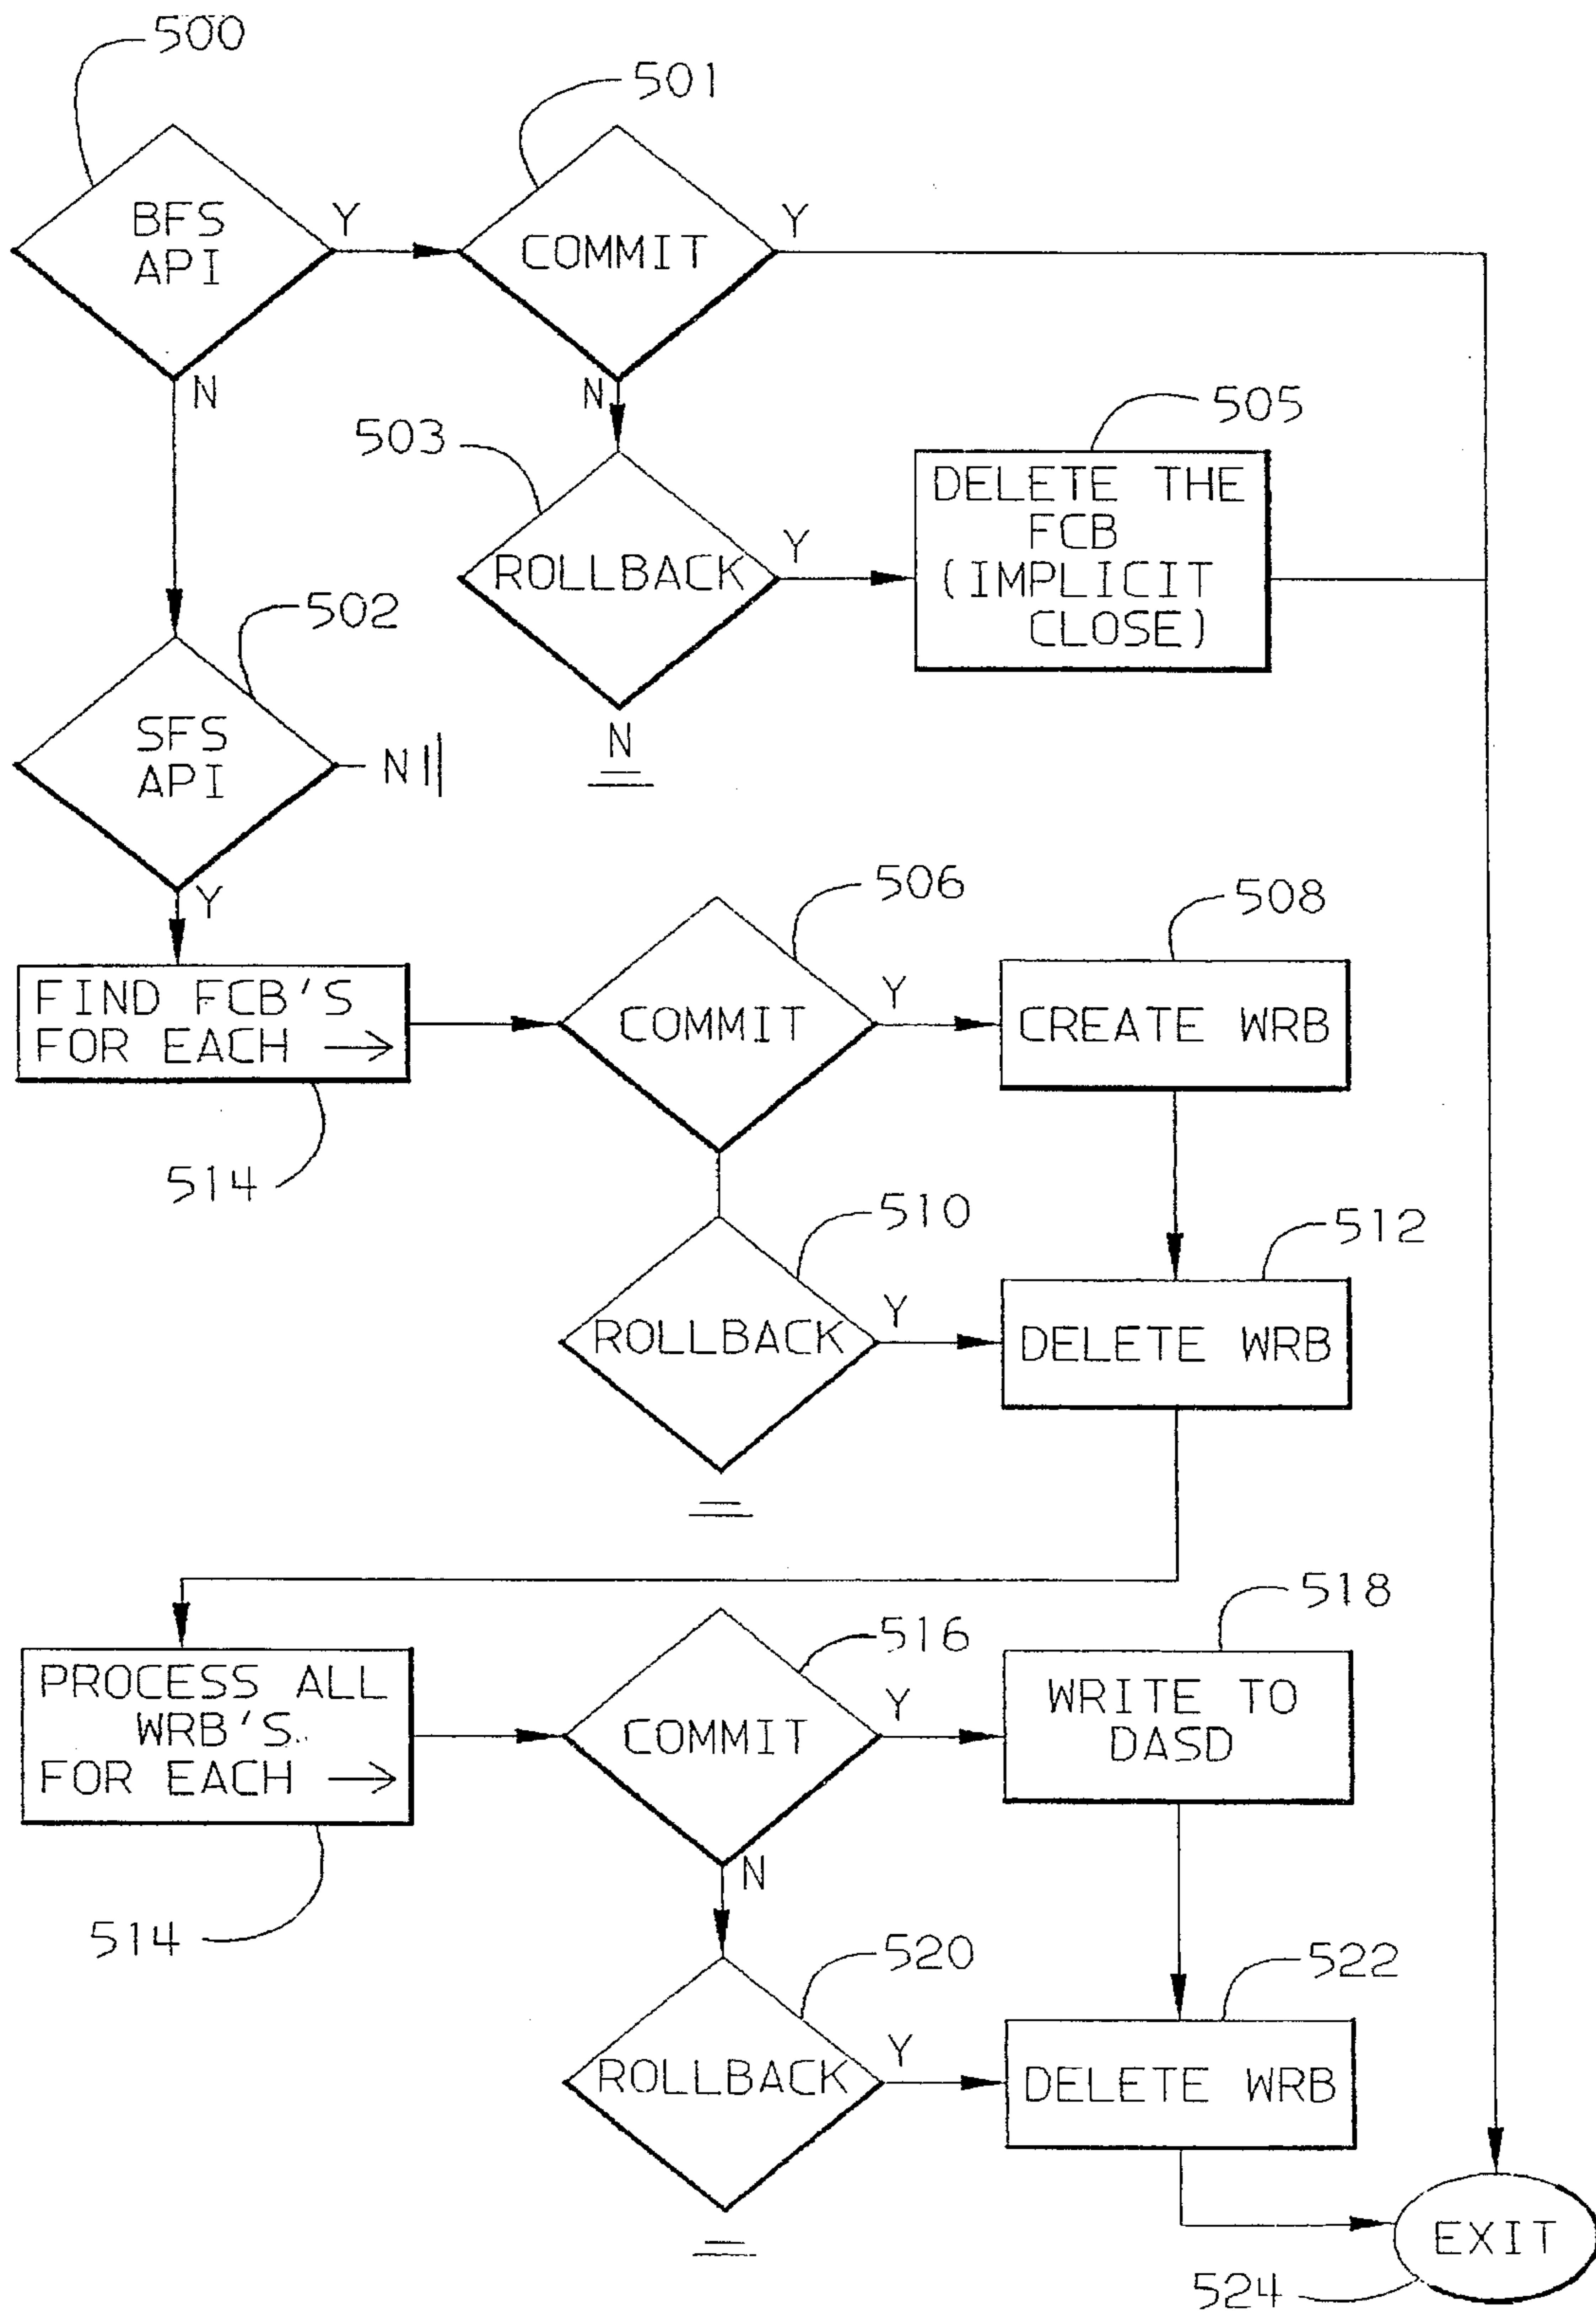 500
501
BFS
API
Y
COMMIT
Y
N
N
503
505
ROLLBACK
Y
DELETE THE
FCB
(IMPLICIT
CLOSE)
502
SFS
API
N
N
Y
506
508
FIND FCB'S
FOR EACH →
COMMIT
Y
CREATE WRB
514
510
512
ROLLBACK
Y
DELETE WRB
516
518
PROCESS ALL
WRB'S
FOR EACH →
COMMIT
Y
WRITE TO
DASD
N
514
520
522
ROLLBACK
Y
DELETE WRB
EXIT
524